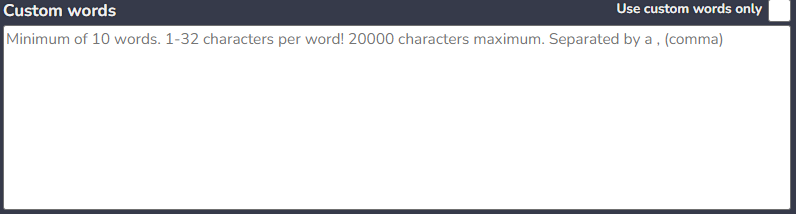 Custom words
Use custom words only
Minimum of 10 words. 1-32 characters per word! 20000 characters maximum. Separated by a , (comma)